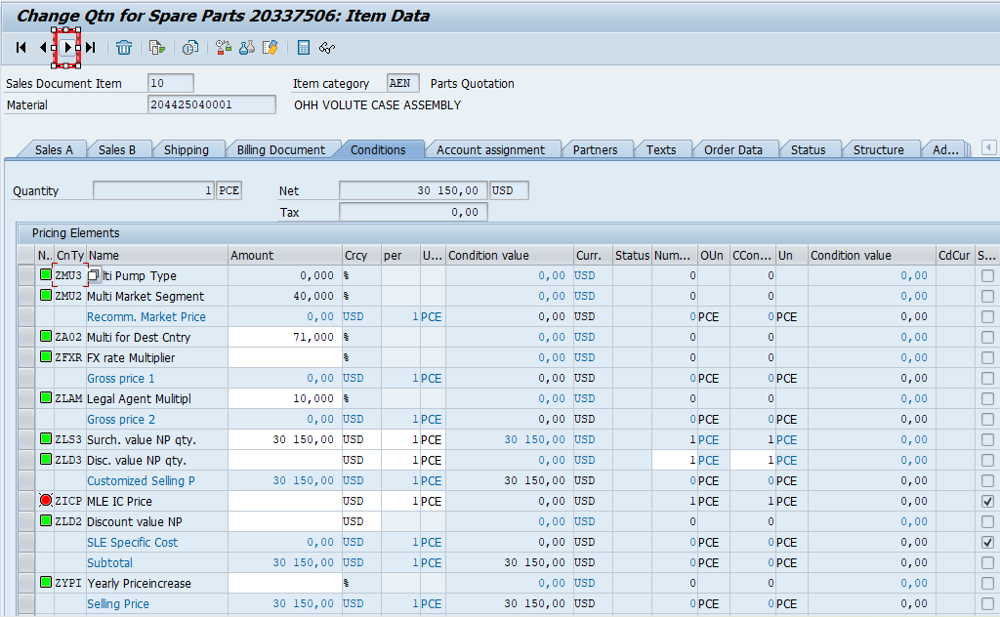 Change Qtn for Spare Parts 20337506: Item Data
Sales Document Item 10 Item category AEN Parts Quotation
Material 204425040001 OHH VOLUTE CASE ASSEMBLY
Sales A Sales B Shipping Billing Document Conditions Account assignment Partners Texts Order Data Status Structure Ad...
Quantity 1 PCE Net 30 150,00 USD
Tax 0,00
Pricing Elements
N.. CnTy Name Amount Crcy per U... Condition value Curr. Status Num... OUn CCon... Un Condition value CdCur S...
ZMU3 lti Pump Type 0,000 % 0,00 USD 0 0 0,00
ZMU2 Multi Market Segment 40,000 % 0,00 USD 0 0 0,00
Recomm. Market Price 0,00 USD 1 PCE 0,00 USD 0 PCE 0 PCE 0,00
ZA02 Multi for Dest Cntry 71,000 % 0,00 USD 0 0 0,00
ZFXR FX rate Multiplier % 0,00 USD 0 0 0,00
Gross price 1 0,00 USD 1 PCE 0,00 USD 0 PCE 0 PCE 0,00
ZLAM Legal Agent Mulitipl 10,000 % 0,00 USD 0 0 0,00
Gross price 2 0,00 USD 1 PCE 0,00 USD 0 PCE 0 PCE 0,00
ZLS3 Surch. value NP qty. 30 150,00 USD 1 PCE 30 150,00 USD 1 PCE 1 PCE 0,00
ZLD3 Disc. value NP qty. USD 1 PCE 0,00 USD 1 PCE 1 PCE 0,00
Customized Selling P 30 150,00 USD 1 PCE 30 150,00 USD 0 PCE 0 PCE 0,00
ZICP MLE IC Price USD 1 PCE 0,00 USD 1 PCE 1 PCE 0,00
ZLD2 Discount value NP USD 0,00 USD 0 0 0,00
SLE Specific Cost 0,00 USD 1 PCE 0,00 USD 0 PCE 0 PCE 0,00
Subtotal 30 150,00 USD 1 PCE 30 150,00 USD 0 PCE 0 PCE 0,00
ZYPI Yearly Priceincrease % 0,00 USD 0 0 0,00
Selling Price 30 150,00 USD 1 PCE 30 150,00 USD 0 PCE 0 PCE 0,00